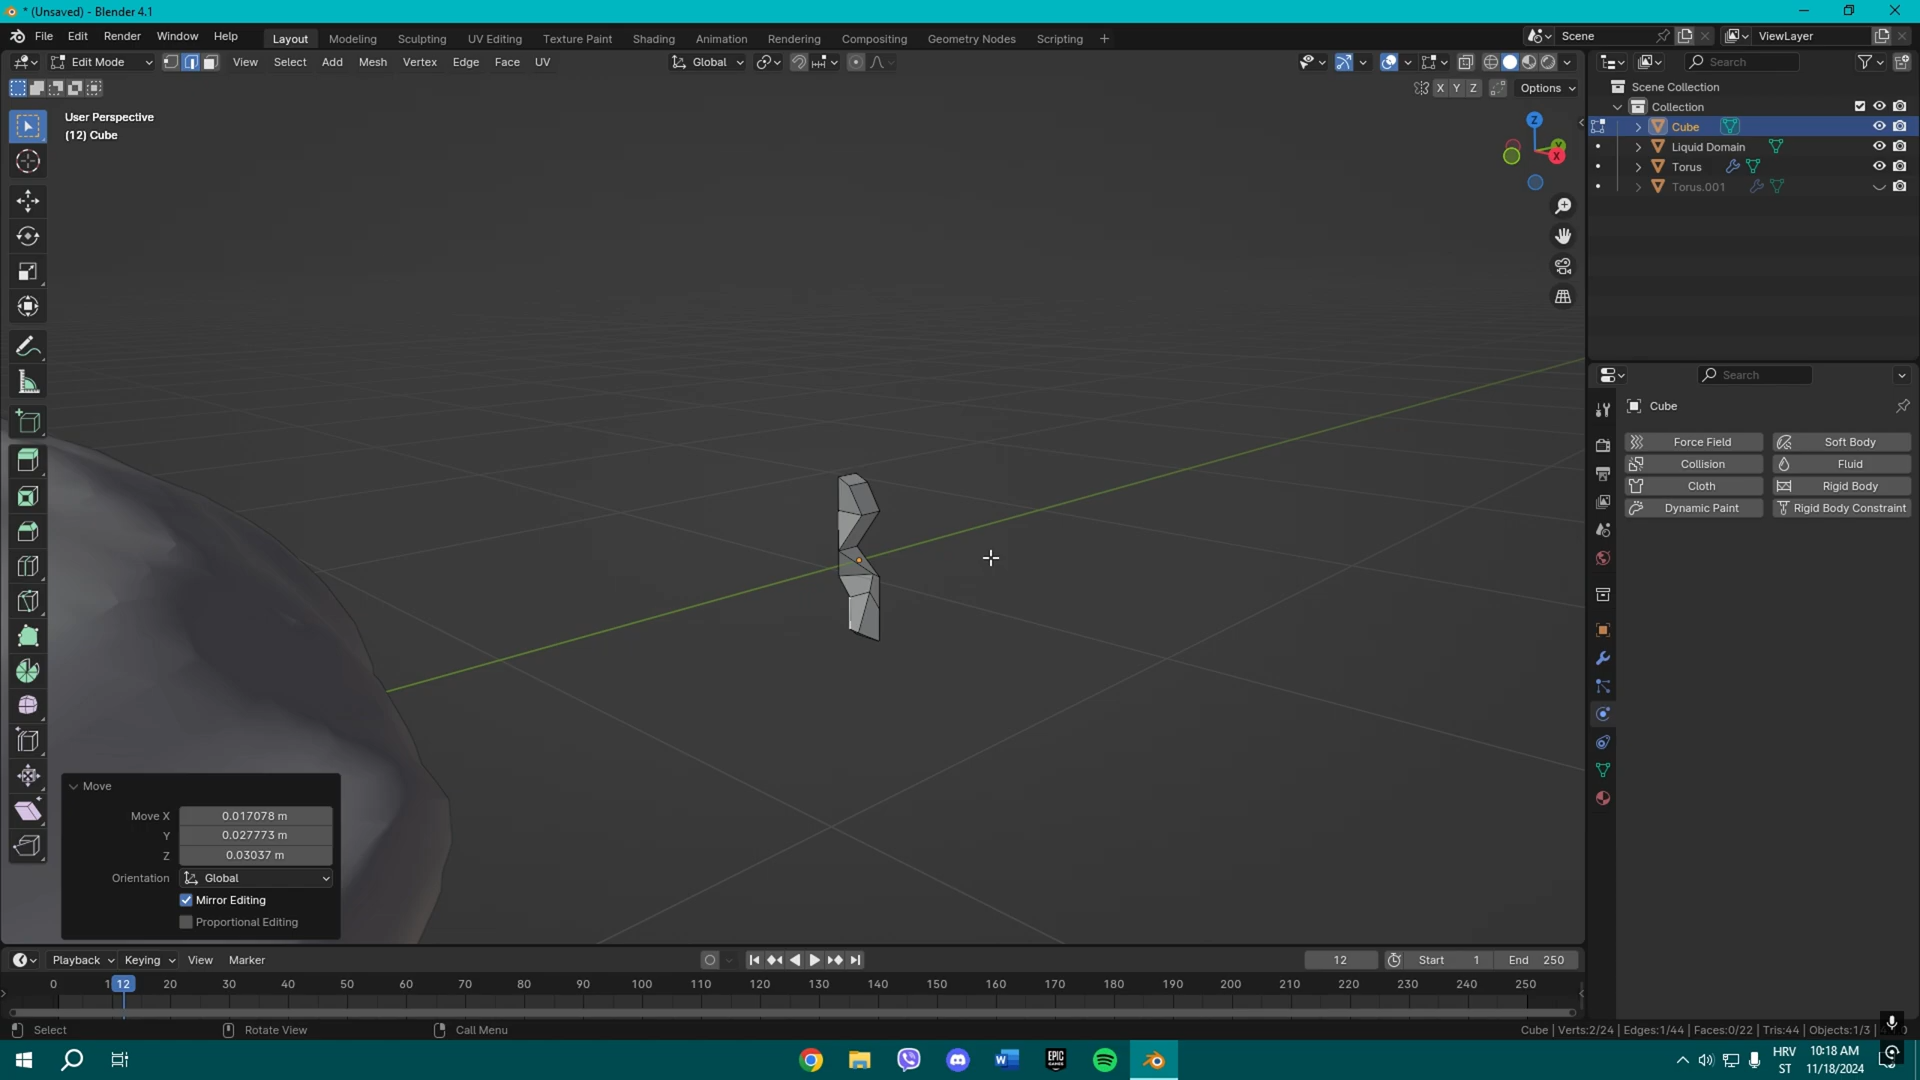 * (Unsaved) - Blender 4.1
File Edit Render Window Help Layout Modeling Sculpting UV Editing Texture Paint Shading Animation Rendering Compositing Geometry Nodes Scripting + Scene ViewLayer
Edit Mode View Select Add Mesh Vertex Edge Face UV Global Search
X Y Z Options
User Perspective
(12) Cube
Z
Y
X
Scene Collection
Collection
Cube
Liquid Domain
Torus
Torus.001
Search
Cube
Force Field Soft Body
Collision Fluid
Cloth Rigid Body
Dynamic Paint Rigid Body Constraint
Move
Move X 0.017078 m
Y 0.027773 m
Z 0.03037 m
Orientation Global
Mirror Editing
Proportional Editing
Playback Keying View Marker 12 Start 1 End 250
0 1 12 20 30 40 50 60 70 80 90 100 110 120 130 140 150 160 170 180 190 200 210 220 230 240 250
Select Rotate View Call Menu Cube | Verts:2/24 | Edges:1/44 | Faces:0/22 | Tris:44 | Objects:1/3 |
W EPIC GAMES HRV 10:18 AM
ST 11/18/2024